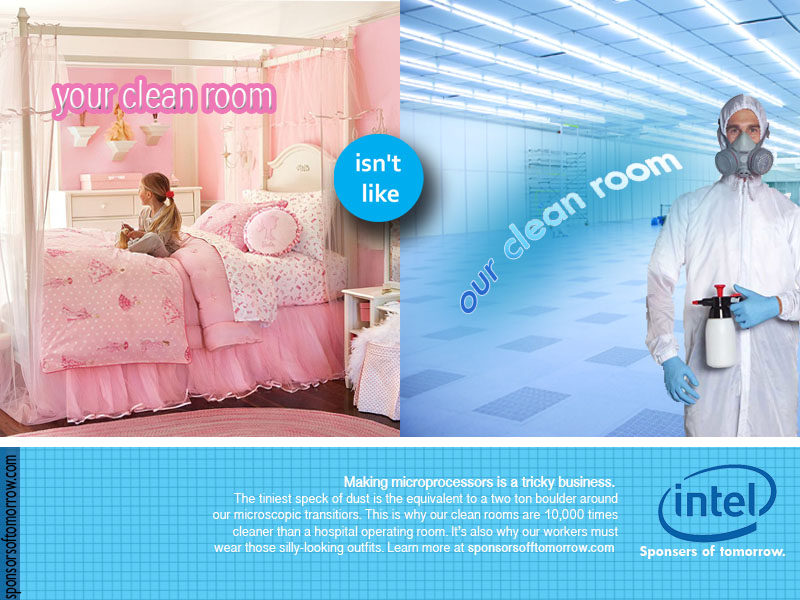 your clean room
isn't
like
our clean room
Making microprocessors is a tricky business.
The tiniest speck of dust is the equivalent to a two ton boulder around
our microscopic transitiors. This is why our clean rooms are 10,000 times
cleaner than a hospital operating room. It's also why our workers must
wear those silly-looking outfits. Learn more at sponsorsofftomorrow.com
intel
Sponsers of tomorrow.
sponsorsoftomorrow.com